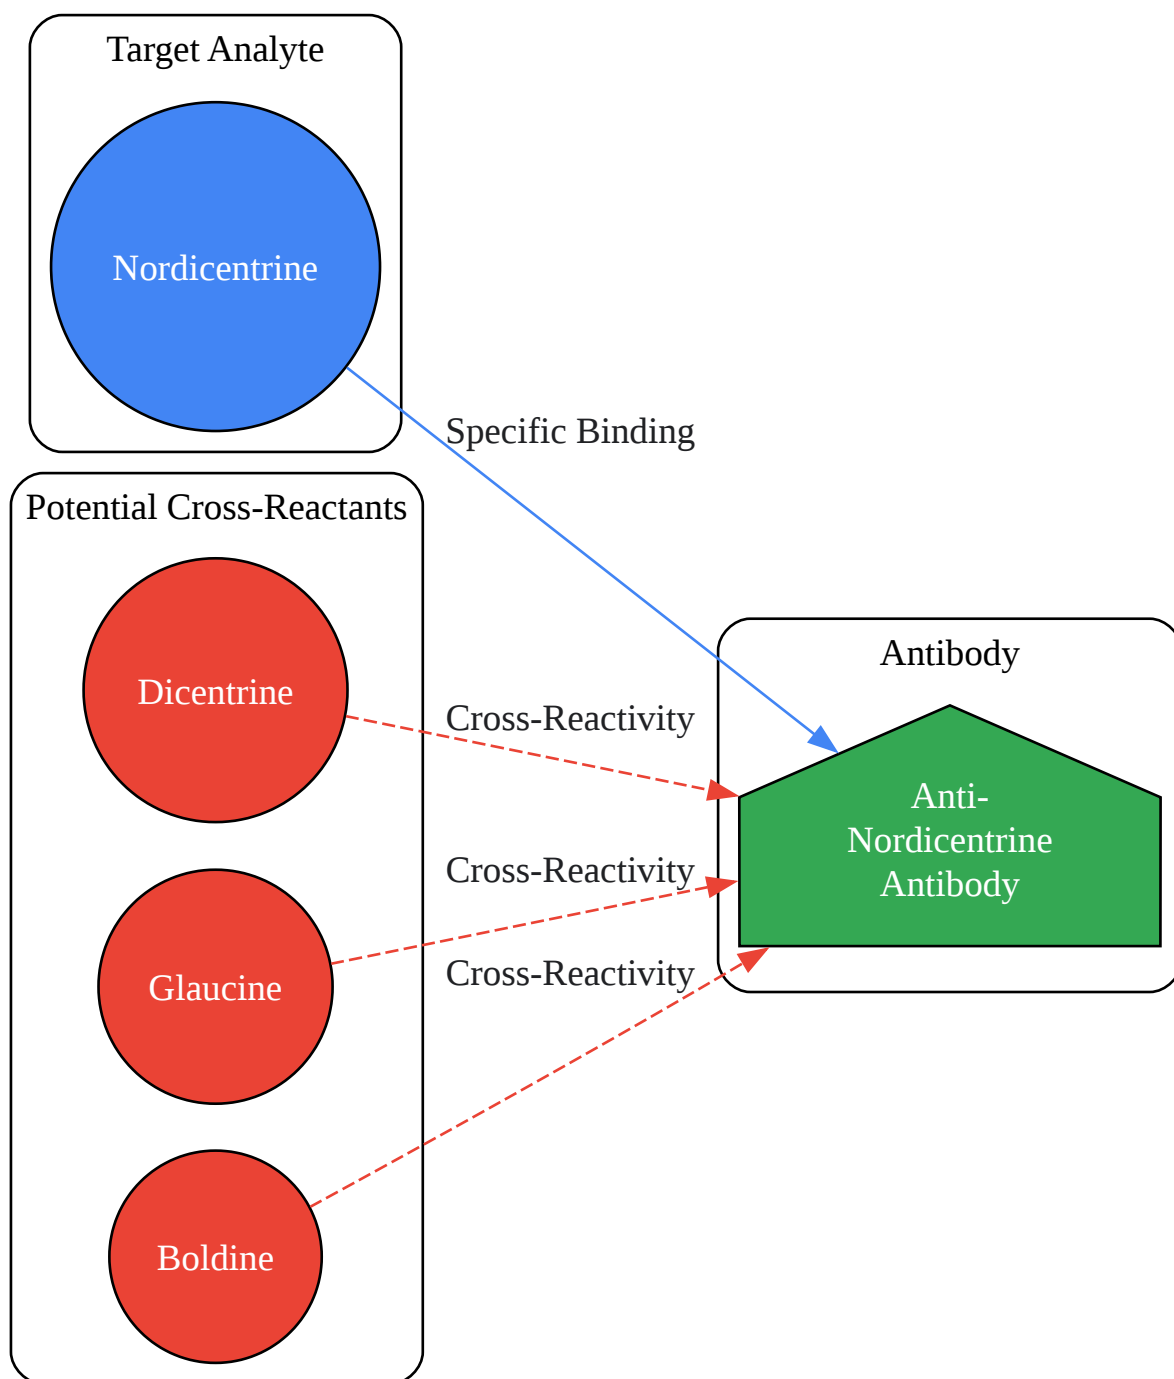 Target Analyte
Nordicentrine
Specific Binding
Potential Cross-Reactants
Dicentrine
Cross-Reactivity
Glaucine
Cross-Reactivity
Boldine
Cross-Reactivity
Antibody
Anti-
Nordicentrine
Antibody